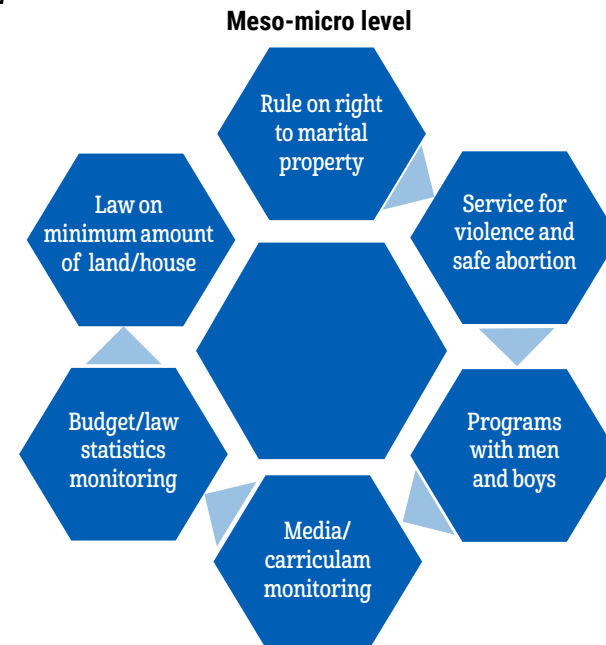 Meso-micro level
Rule on right
to marital
property
Service for
violence and
safe abortion
Programs
with men
and boys
Media/
carriculam
monitoring
Budget/law
statistics
monitoring
Law on
minimum amount
of land/house